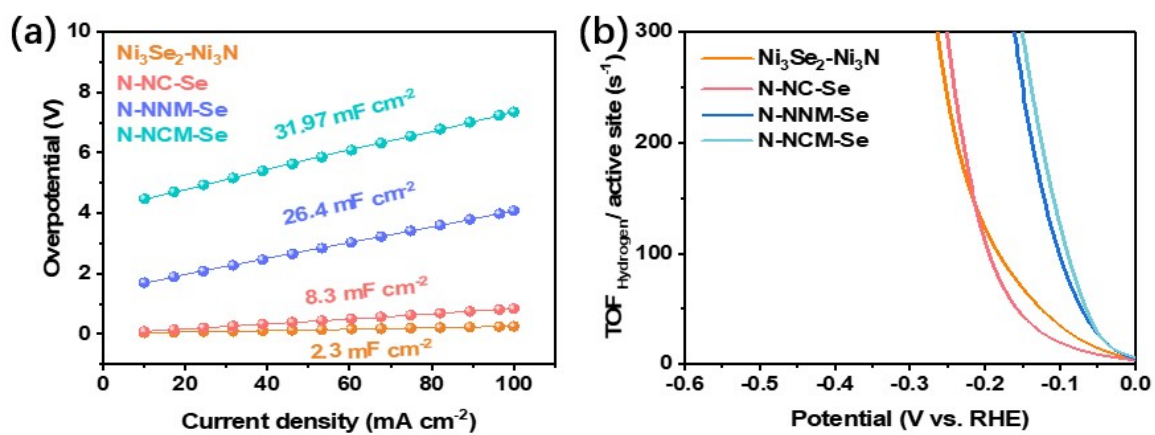 (a)
10
8
6
4
2
0
Overpotential (V)
Ni₃Se₂-Ni₃N
N-NC-Se
N-NNM-Se
N-NCM-Se
31.97 mF cm⁻²
26.4 mF cm⁻²
8.3 mF cm⁻²
2.3 mF cm⁻²
0 20 40 60 80 100
Current density (mA cm⁻²)
(b)
300
200
100
0
TOF Hydrogen/ active site (s⁻¹)
Ni₃Se₂-Ni₃N
N-NC-Se
N-NNM-Se
N-NCM-Se
-0.6 -0.5 -0.4 -0.3 -0.2 -0.1 0.0
Potential (V vs. RHE)